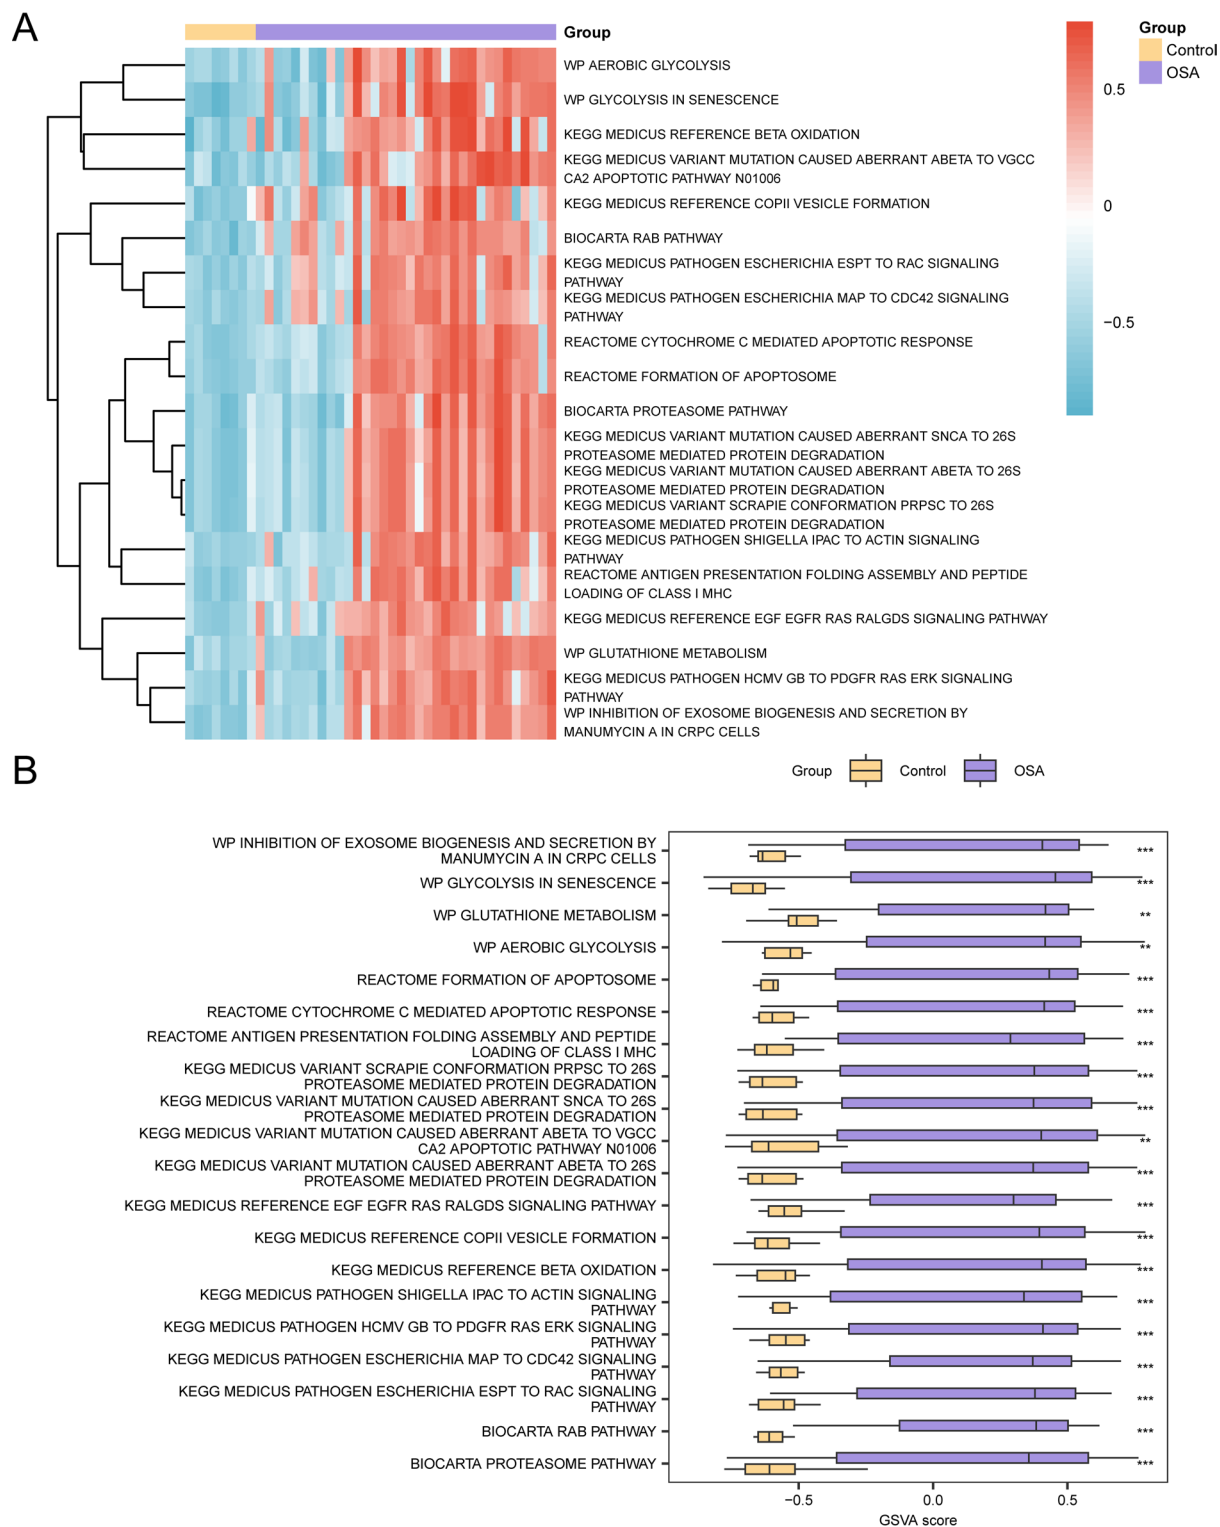 A
Group
WP AEROBIC GLYCOLYSIS
WP GLYCOLYSIS IN SENESCENCE
KEGG MEDICUS REFERENCE BETA OXIDATION
KEGG MEDICUS VARIANT MUTATION CAUSED ABERRANT ABETA TO VGCC
CA2 APOPTOTIC PATHWAY N01006
KEGG MEDICUS REFERENCE COPII VESICLE FORMATION
BIOCARTA RAB PATHWAY
KEGG MEDICUS PATHOGEN ESCHERICHIA ESPT TO RAC SIGNALING
PATHWAY
KEGG MEDICUS PATHOGEN ESCHERICHIA MAP TO CDC42 SIGNALING
PATHWAY
REACTOME CYTOCHROME C MEDIATED APOPTOTIC RESPONSE
REACTOME FORMATION OF APOPTOSOME
BIOCARTA PROTEASOME PATHWAY
KEGG MEDICUS VARIANT MUTATION CAUSED ABERRANT SNCA TO 26S
PROTEASOME MEDIATED PROTEIN DEGRADATION
KEGG MEDICUS VARIANT MUTATION CAUSED ABERRANT ABETA TO 26S
PROTEASOME MEDIATED PROTEIN DEGRADATION
KEGG MEDICUS VARIANT SCRAPIE CONFORMATION PRPSC TO 26S
PROTEASOME MEDIATED PROTEIN DEGRADATION
KEGG MEDICUS PATHOGEN SHIGELLA IPAC TO ACTIN SIGNALING
PATHWAY
REACTOME ANTIGEN PRESENTATION FOLDING ASSEMBLY AND PEPTIDE
LOADING OF CLASS I MHC
KEGG MEDICUS REFERENCE EGF EGFR RAS RALGDS SIGNALING PATHWAY
WP GLUTATHIONE METABOLISM
KEGG MEDICUS PATHOGEN HCMV GB TO PDGFR RAS ERK SIGNALING
PATHWAY
WP INHIBITION OF EXOSOME BIOGENESIS AND SECRETION BY
MANUMYCIN A IN CRPC CELLS
0.5
0
−0.5
Group
Control
OSA
B
Group Control OSA
WP INHIBITION OF EXOSOME BIOGENESIS AND SECRETION BY
MANUMYCIN A IN CRPC CELLS
***
WP GLYCOLYSIS IN SENESCENCE
***
WP GLUTATHIONE METABOLISM
**
WP AEROBIC GLYCOLYSIS
**
REACTOME FORMATION OF APOPTOSOME
***
REACTOME CYTOCHROME C MEDIATED APOPTOTIC RESPONSE
***
REACTOME ANTIGEN PRESENTATION FOLDING ASSEMBLY AND PEPTIDE
LOADING OF CLASS I MHC
***
KEGG MEDICUS VARIANT SCRAPIE CONFORMATION PRPSC TO 26S
PROTEASOME MEDIATED PROTEIN DEGRADATION
***
KEGG MEDICUS VARIANT MUTATION CAUSED ABERRANT SNCA TO 26S
PROTEASOME MEDIATED PROTEIN DEGRADATION
***
KEGG MEDICUS VARIANT MUTATION CAUSED ABERRANT ABETA TO VGCC
CA2 APOPTOTIC PATHWAY N01006
**
KEGG MEDICUS VARIANT MUTATION CAUSED ABERRANT ABETA TO 26S
PROTEASOME MEDIATED PROTEIN DEGRADATION
***
KEGG MEDICUS REFERENCE EGF EGFR RAS RALGDS SIGNALING PATHWAY
***
KEGG MEDICUS REFERENCE COPII VESICLE FORMATION
***
KEGG MEDICUS REFERENCE BETA OXIDATION
***
KEGG MEDICUS PATHOGEN SHIGELLA IPAC TO ACTIN SIGNALING
PATHWAY
***
KEGG MEDICUS PATHOGEN HCMV GB TO PDGFR RAS ERK SIGNALING
PATHWAY
***
KEGG MEDICUS PATHOGEN ESCHERICHIA MAP TO CDC42 SIGNALING
PATHWAY
***
KEGG MEDICUS PATHOGEN ESCHERICHIA ESPT TO RAC SIGNALING
PATHWAY
***
BIOCARTA RAB PATHWAY
***
BIOCARTA PROTEASOME PATHWAY
***
−0.5 0.0 0.5
GSVA score